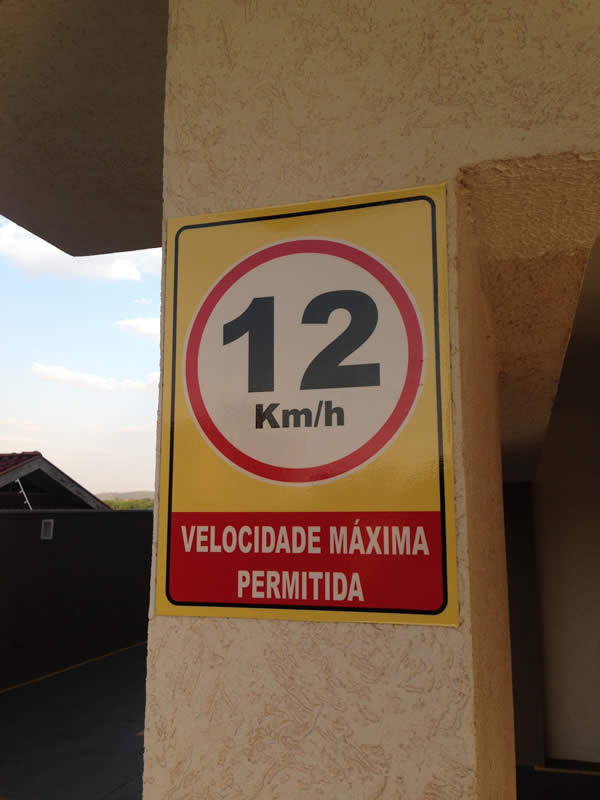 12
Km/h
VELOCIDADE MÁXIMA
PERMITIDA